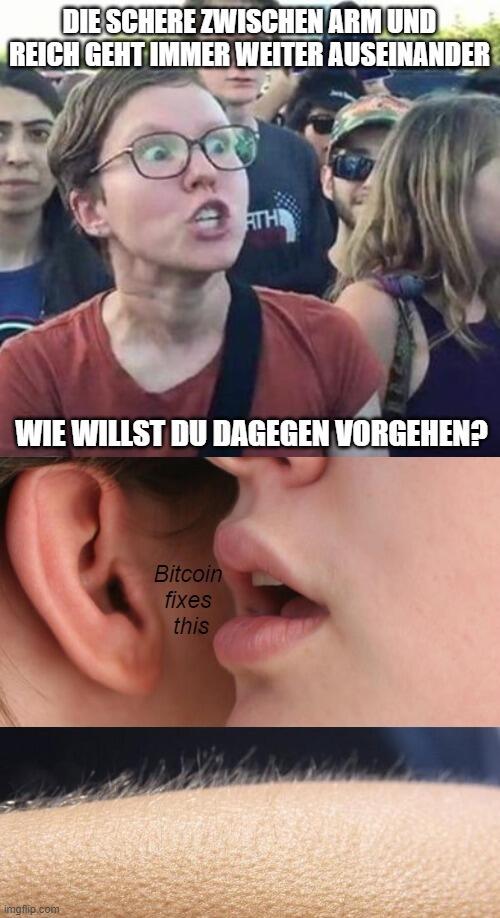 DIE SCHERE ZWISCHEN ARM UND
REICH GEHT IMMER WEITER AUSEINANDER
ATH
WIE WILLST DU DAGEGEN VORGEHEN?
Bitcoin
fixes
this
imgflip.com